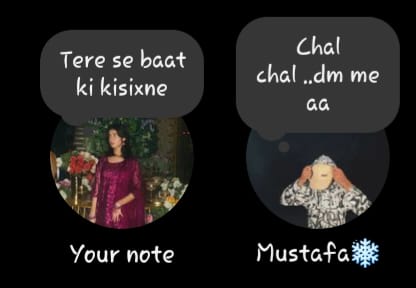 Tere se baat
ki kisixne
Your note
Chal
chal ..dm me
aa
Mustafa❄️